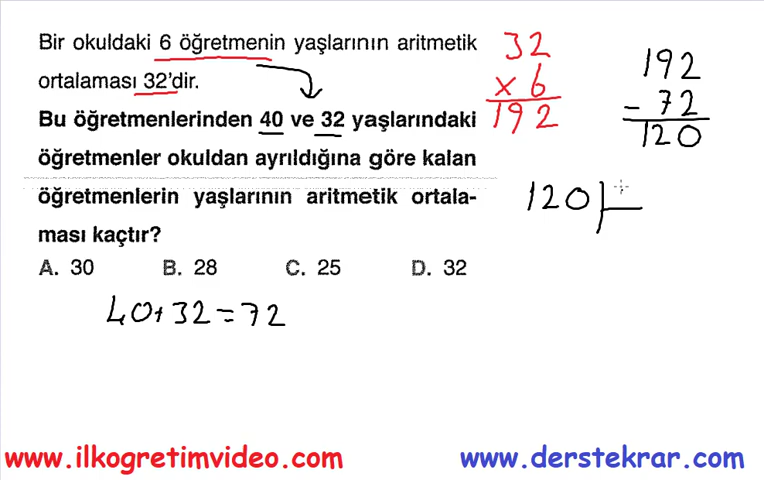 Bir okuldaki 6 öğretmenin yaşlarının aritmetik
ortalaması 32'dir.
Bu öğretmenlerinden 40 ve 32 yaşlarındaki
öğretmenler okuldan ayrıldığına göre kalan
öğretmenlerin yaşlarının aritmetik ortala-
ması kaçtır?
A. 30 B. 28 C. 25 D. 32
40+32=72
32
x 6
192
192
- 72
120
120
www.ilkogretimvideo.com
www.derstekrar.com